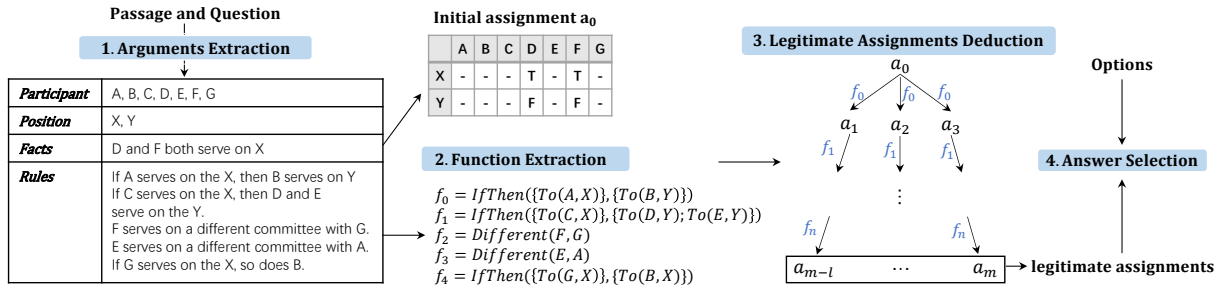 Passage and Question
1. Arguments Extraction
Participant A, B, C, D, E, F, G
Position X, Y
Facts D and F both serve on X
Rules If A serves on the X, then B serves on Y
If C serves on the X, then D and E
serve on the Y.
F serves on a different committee with G.
E serves on a different committee with A.
If G serves on the X, so does B.
Initial assignment a₀
A B C D E F G
X - - - T - T -
Y - - - F - F -
2. Function Extraction
f₀ = IfThen({To(A, X)}, {To(B, Y)})
f₁ = IfThen({To(C, X)}, {To(D, Y); To(E, Y)})
f₂ = Different(F, G)
f₃ = Different(E, A)
f₄ = IfThen({To(G, X)}, {To(B, X)})
3. Legitimate Assignments Deduction
a₀
f₀ f₀ f₀
a₁ a₂ a₃
f₁ f₁ f₁
⋮
fₙ fₙ
aₘ₋ₗ ⋯ aₘ
legitimate assignments
Options
4. Answer Selection